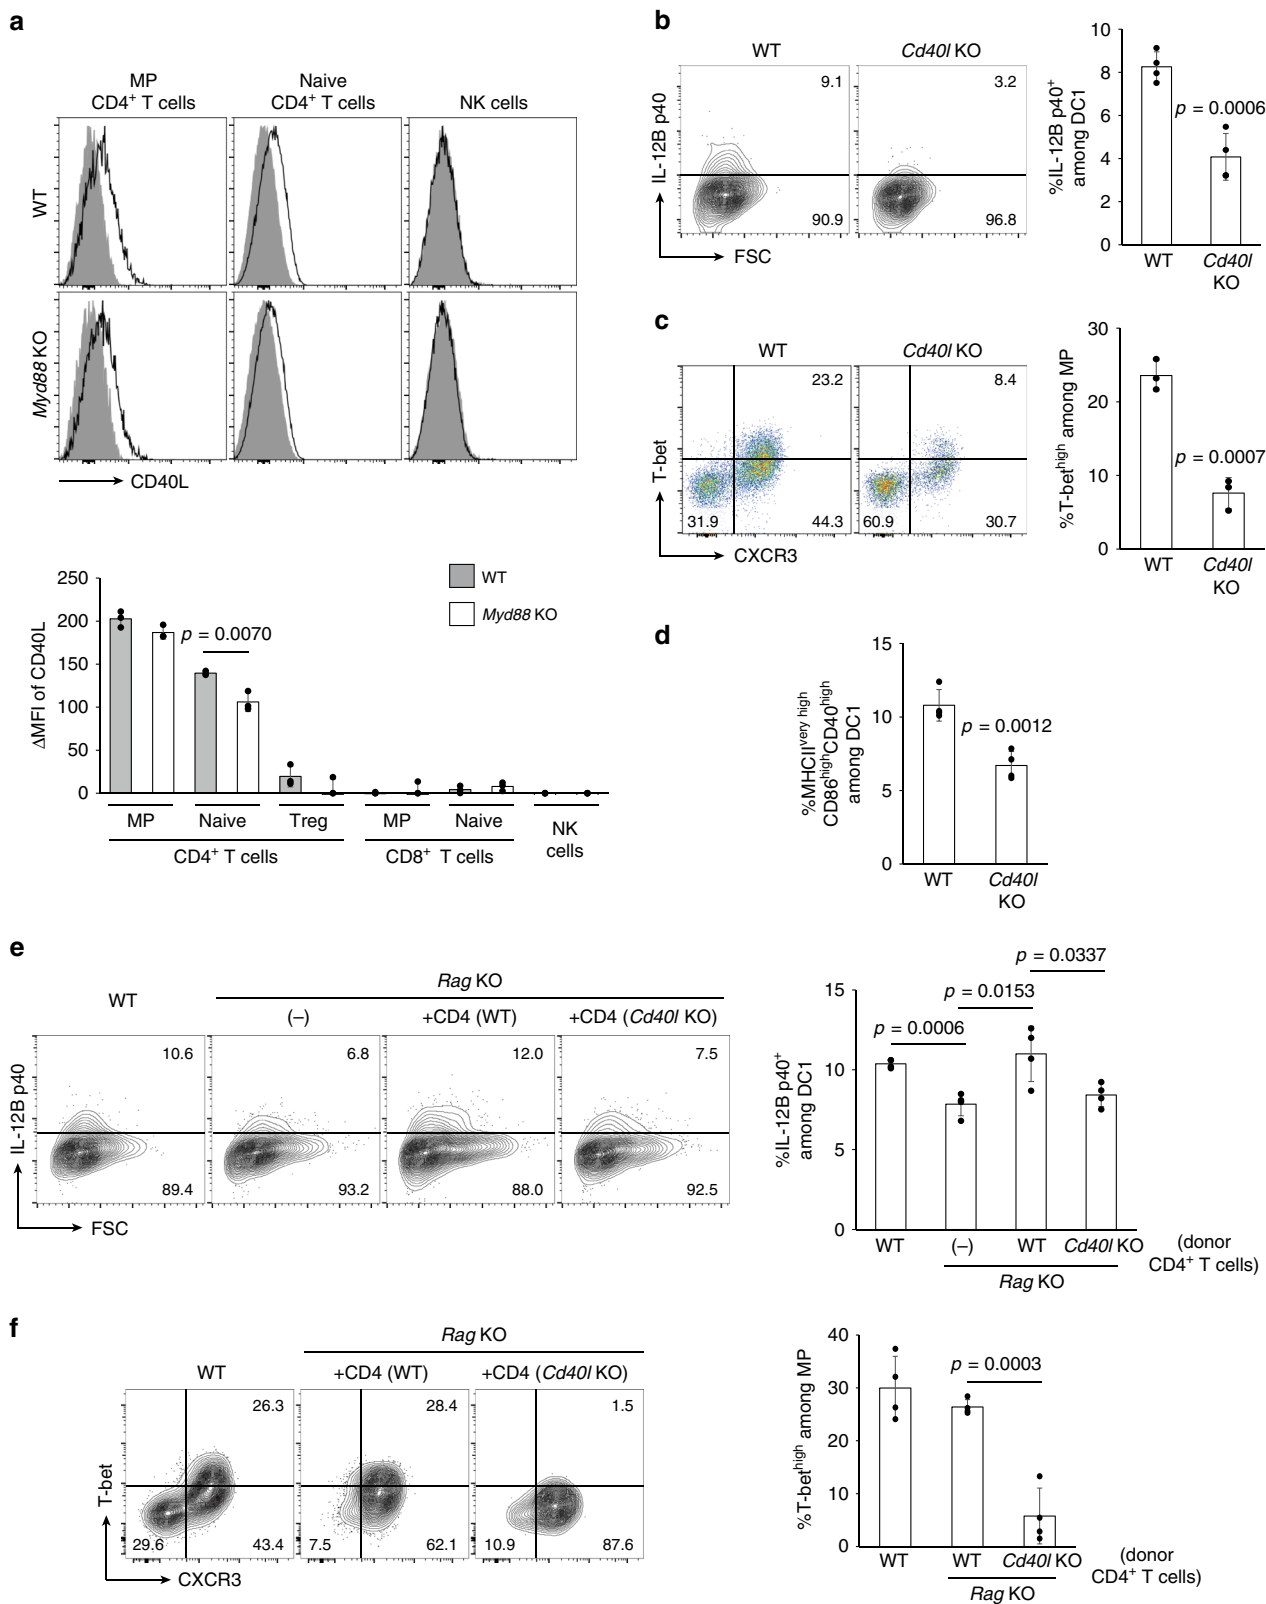 a
MP
CD4+ T cells
Naive
CD4+ T cells
NK cells
WT
Myd88 KO
CD40L
250
200
150
100
50
0
ΔMFI of CD40L
WT
Myd88 KO
p = 0.0070
MP
Naive
Treg
MP
Naive
NK
cells
CD4+ T cells
CD8+ T cells
b
WT
Cd40l KO
9.1
3.2
90.9
96.8
IL-12B p40
FSC
%IL-12B p40+
among DC1
10
8
6
4
2
0
p = 0.0006
WT
Cd40l
KO
c
WT
Cd40l KO
23.2
8.4
31.9
44.3
60.9
30.7
T-bet
CXCR3
%T-bethigh among MP
30
20
10
0
p = 0.0007
WT
Cd40l
KO
d
%MHCIIvery high
CD86highCD40high
among DC1
15
10
5
0
p = 0.0012
WT
Cd40l
KO
e
Rag KO
WT
(–)
+CD4 (WT)
+CD4 (Cd40l KO)
10.6
6.8
12.0
7.5
89.4
93.2
88.0
92.5
IL-12B p40
FSC
%IL-12B p40+
among DC1
15
10
5
0
p = 0.0337
p = 0.0153
p = 0.0006
WT
(–)
WT
Cd40l KO
(donor
CD4+ T cells)
Rag KO
f
Rag KO
WT
+CD4 (WT)
+CD4 (Cd40l KO)
26.3
28.4
1.5
29.6
43.4
7.5
62.1
10.9
87.6
T-bet
CXCR3
%T-bethigh among MP
40
30
20
10
0
p = 0.0003
WT
WT
Cd40l KO
(donor
CD4+ T cells)
Rag KO